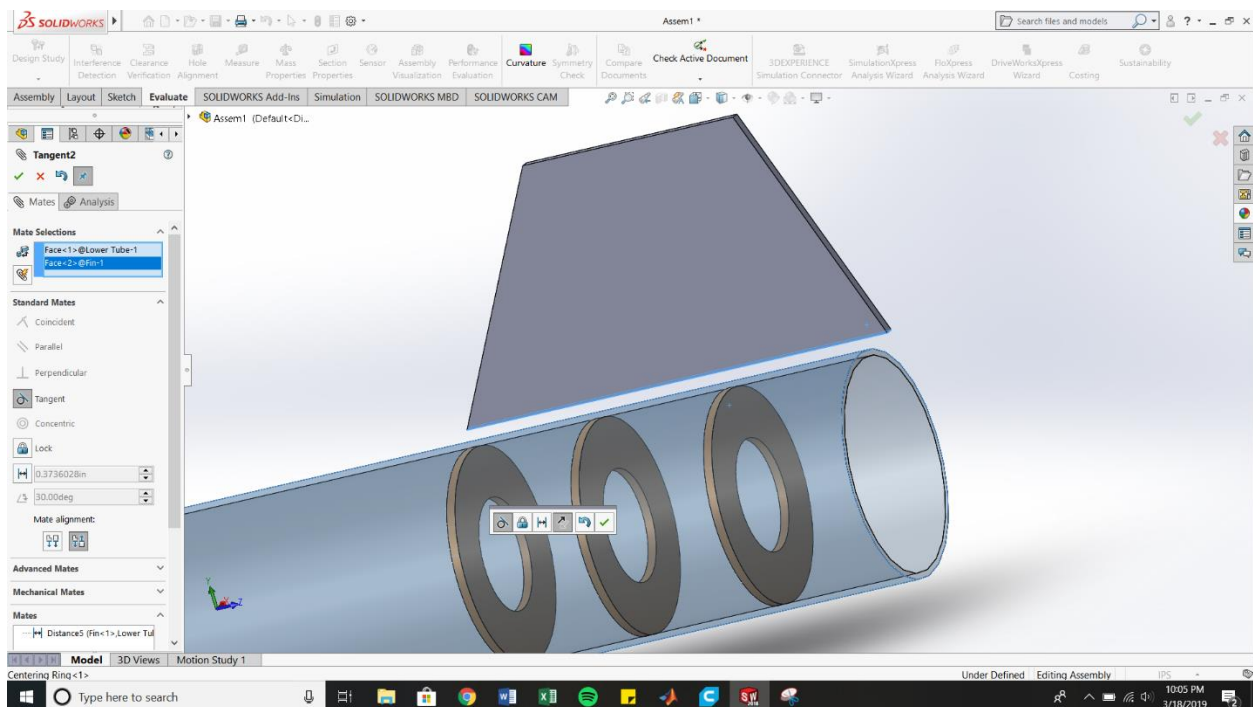 SOLIDWORKS
Assem1 *
Search files and models
Design Study
Interference Detection
Clearance Verification
Hole Alignment
Measure
Mass Properties
Section Properties
Sensor
Assembly Visualization
Performance Evaluation
Curvature
Symmetry Check
Compare Documents
Check Active Document
3DEXPERIENCE Simulation Connector
SimulationXpress Analysis Wizard
FloXpress Analysis Wizard
DriveWorksXpress Wizard
Costing
Sustainability
Assembly Layout Sketch Evaluate SOLIDWORKS Add-Ins Simulation SOLIDWORKS MBD SOLIDWORKS CAM
Assem1 (Default<Di...
Tangent2
Mates Analysis
Mate Selections
Face<1>@Lower Tube-1
Face<2>@Fin-1
Standard Mates
Coincident
Parallel
Perpendicular
Tangent
Concentric
Lock
0.3736028in
30.00deg
Mate alignment:
Advanced Mates
Mechanical Mates
Mates
Distance5 (Fin<1>,Lower Tul
Y
Z
Model 3D Views Motion Study 1
Centering Ring<1>
Under Defined Editing Assembly IPS
Type here to search
10:05 PM
3/18/2019